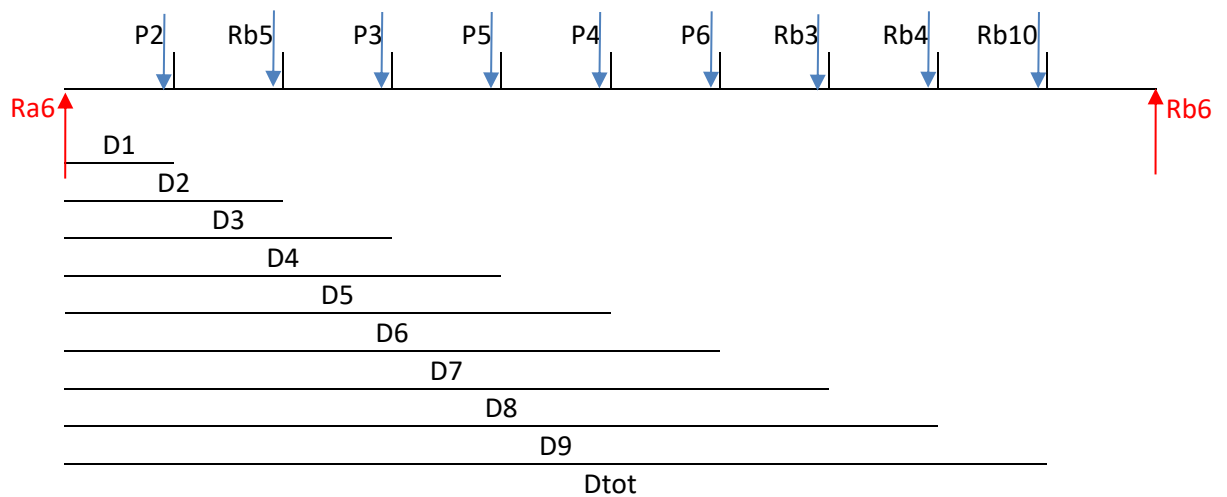 P2 Rb5 P3 P5 P4 P6 Rb3 Rb4 Rb10
Ra6 Rb6
D1
D2
D3
D4
D5
D6
D7
D8
D9
Dtot